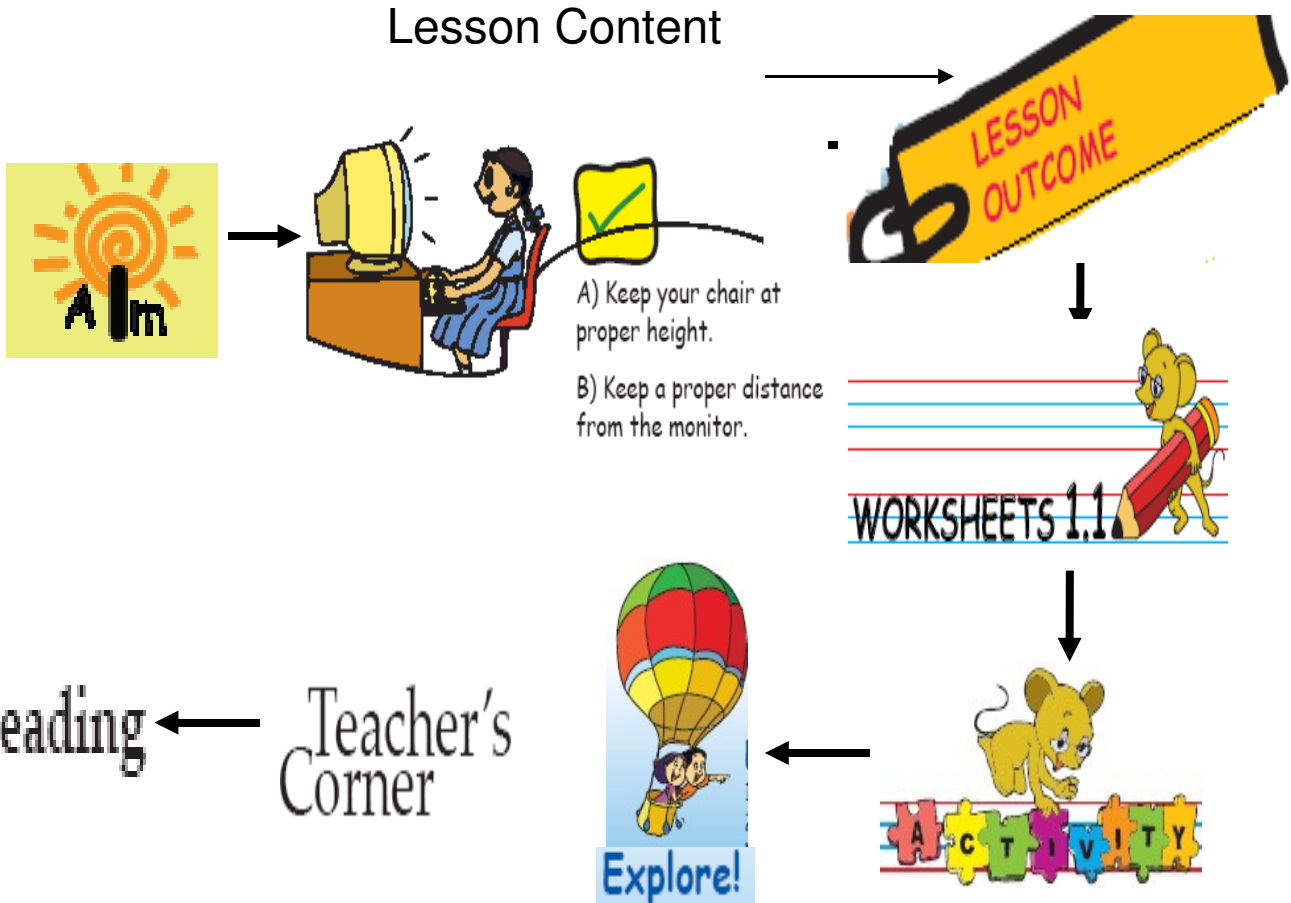 Lesson Content
LESSON
OUTCOME
AIm
A) Keep your chair at
proper height.
B) Keep a proper distance
from the monitor.
WORKSHEETS 1.1
ACTIVITY
Explore!
Teacher's
Corner
eading